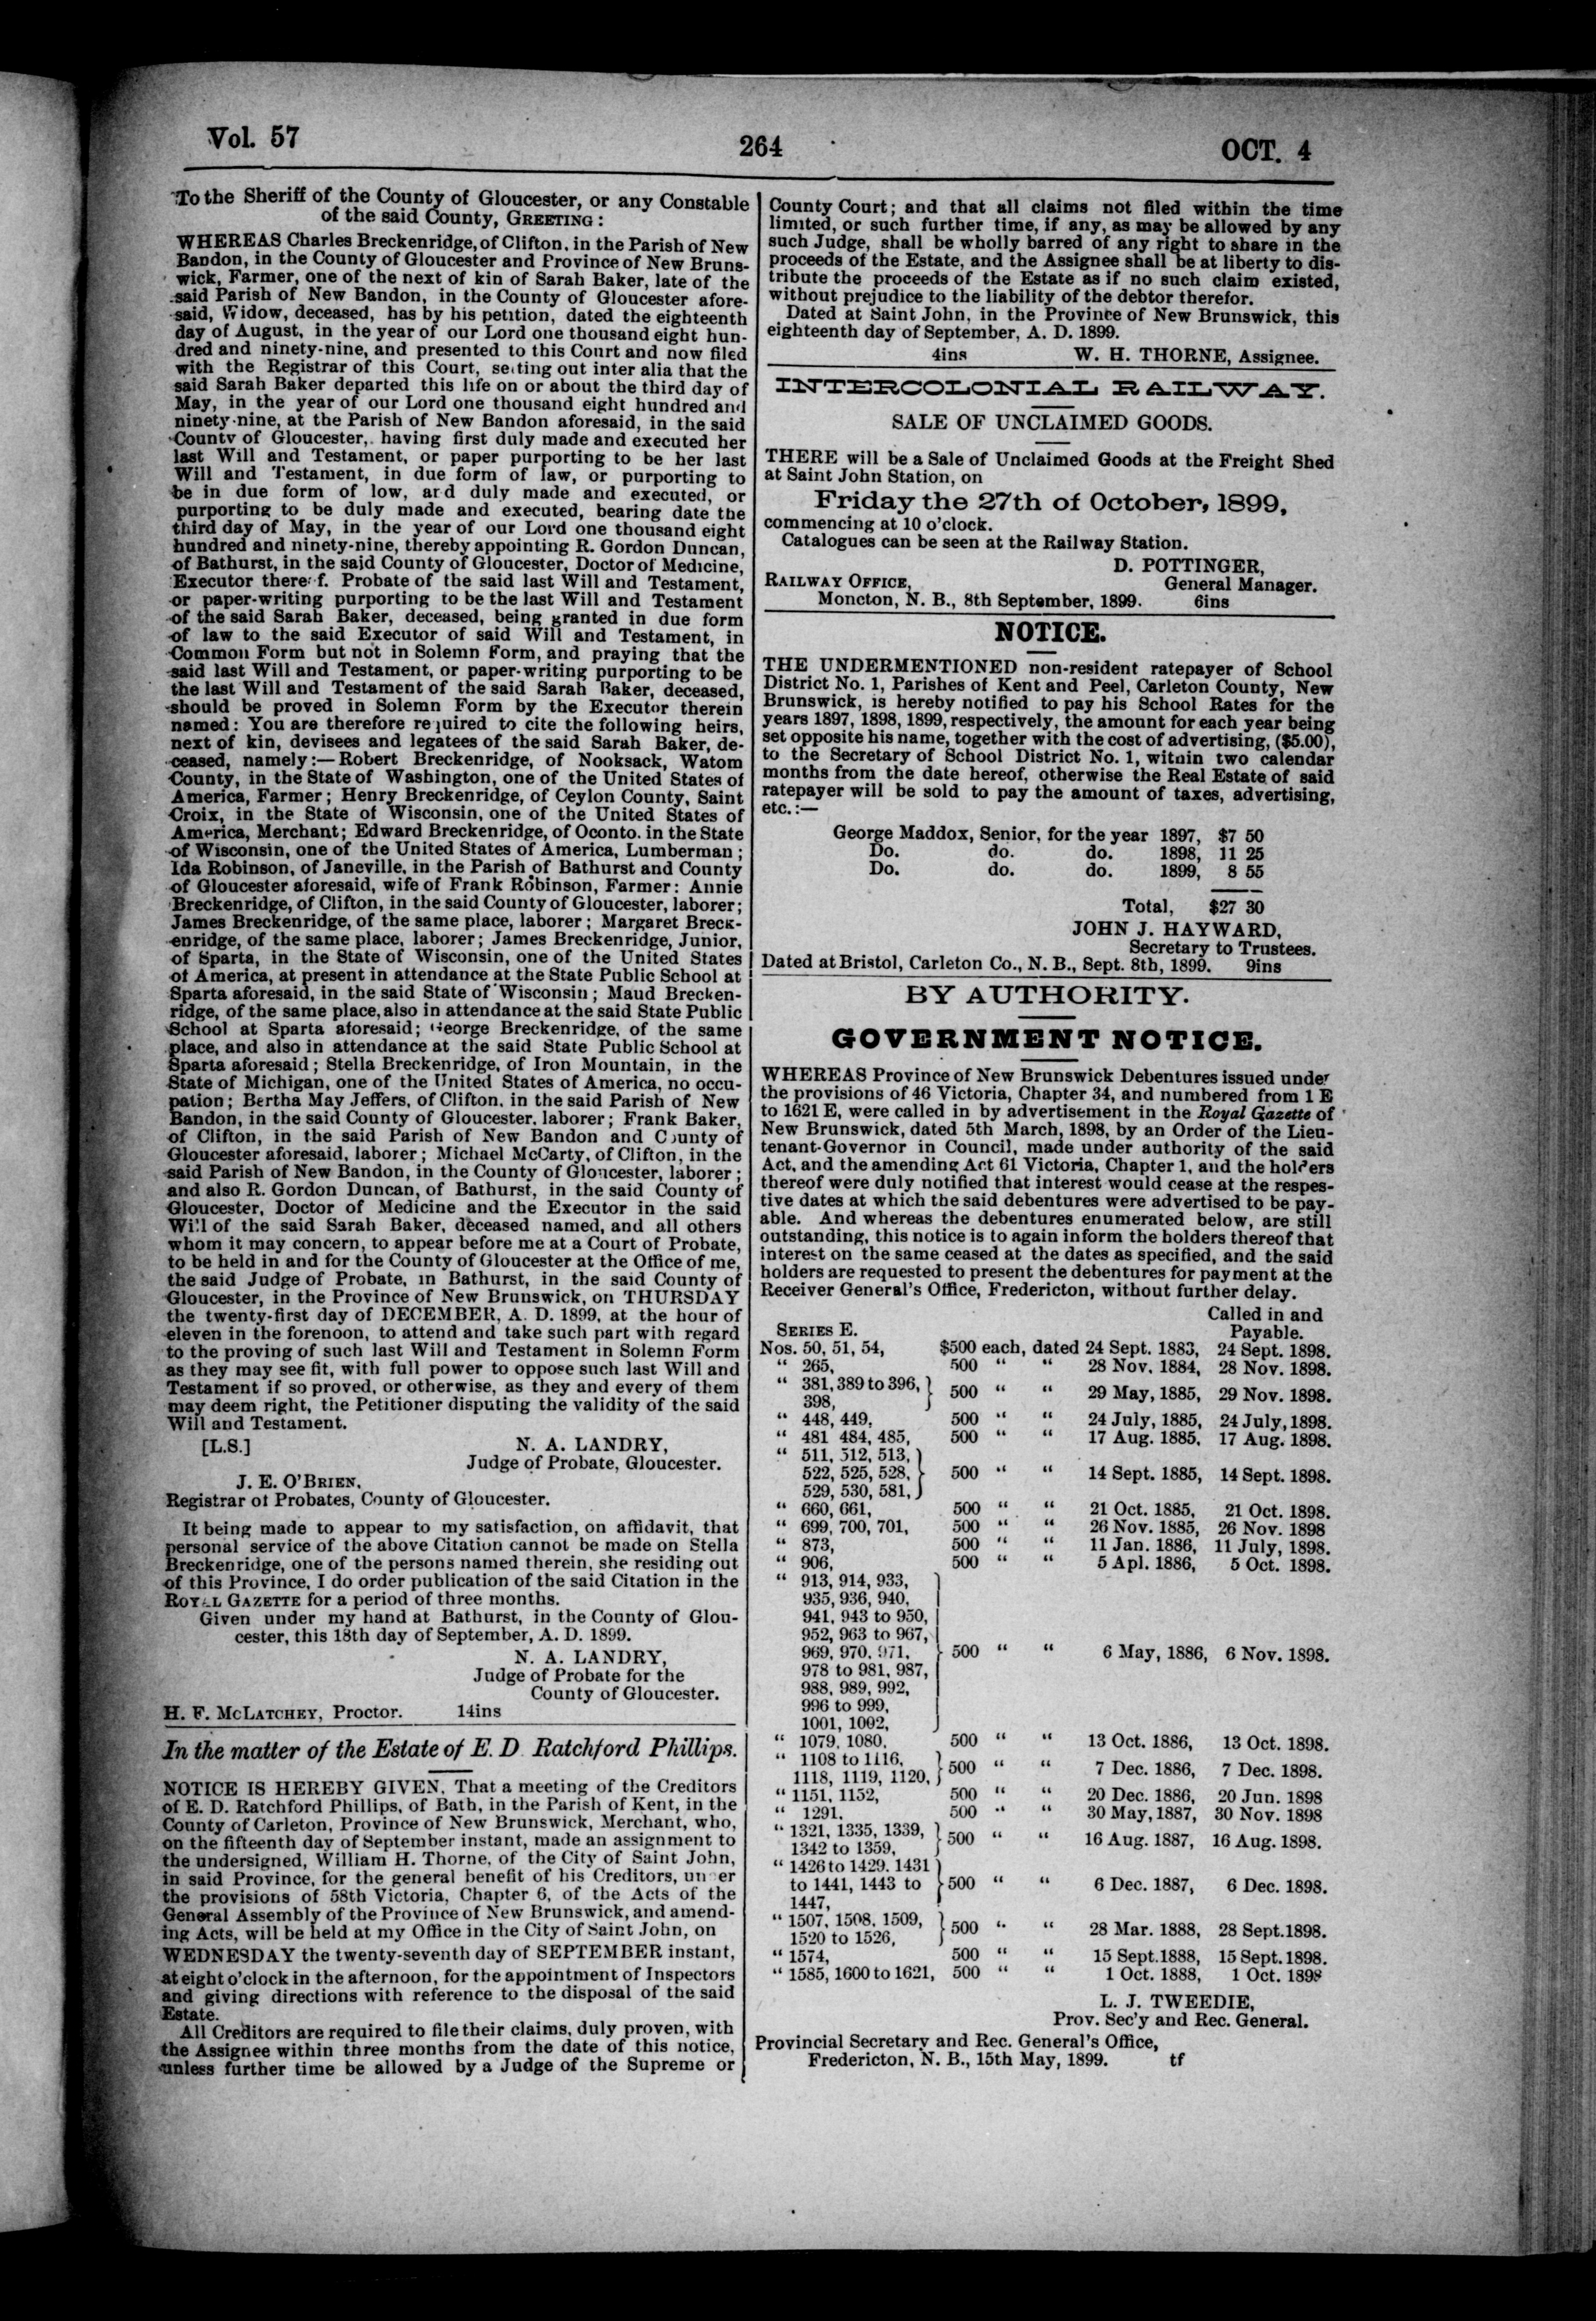 Vol. 57
264
OCT. 4
To the Sheriff of the County of Gloucester, or any Constable
of the said County, GREETING :
WHEREAS Charles Breckenridge, of Clifton, in the Parish of New
Bandon, in the County of Gloucester and Province of New Bruns-
wick, Farmer, one of the next of kin of Sarah Baker, late of the
said Parish of New Bandon, in the County of Gloucester afore-
said, Widow, deceased, has by his petition, dated the eighteenth
day of August, in the year of our Lord one thousand eight hun-
dred and ninety-nine, and presented to this Court and now filed
with the Registrar of this Court, setting out inter alia that the
said Sarah Baker departed this life on or about the third day of
May, in the year of our Lord one thousand eight hundred and
ninety-nine, at the Parish of New Bandon aforesaid, in the said
County of Gloucester, having first duly made and executed her
last Will and Testament, or paper purporting to be her last
Will and Testament, in due form of law, or purporting to
be in due form of low, and duly made and executed, or
purporting to be duly made and executed, bearing date the
third day of May, in the year of our Lord one thousand eight
hundred and ninety-nine, thereby appointing R. Gordon Duncan,
of Bathurst, in the said County of Gloucester, Doctor of Medicine,
Executor there f. Probate of the said last Will and Testament,
or paper-writing purporting to be the last Will and Testament
of the said Sarah Baker, deceased, being granted in due form
of law to the said Executor of said Will and Testament, in
Common Form but not in Solemn Form, and praying that the
said last Will and Testament, or paper-writing purporting to be
the last Will and Testament of the said Sarah Baker, deceased,
should be proved in Solemn Form by the Executor therein
named: You are therefore required to cite the following heirs,
next of kin, devisees and legatees of the said Sarah Baker, de-
ceased, namely:—Robert Breckenridge, of Nooksack, Watom
County, in the State of Washington, one of the United States of
America, Farmer; Henry Breckenridge, of Ceylon County, Saint
Croix, in the State of Wisconsin, one of the United States of
America, Merchant; Edward Breckenridge, of Oconto, in the State
of Wisconsin, one of the United States of America, Lumberman;
Ida Robinson, of Janeville, in the Parish of Bathurst and County
of Gloucester aforesaid, wife of Frank Robinson, Farmer: Annie
Breckenridge, of Clifton, in the said County of Gloucester, laborer;
James Breckenridge, of the same place, laborer; Margaret Breck-
enridge, of the same place, laborer; James Breckenridge, Junior,
of Sparta, in the State of Wisconsin, one of the United States
of America, at present in attendance at the State Public School at
Sparta aforesaid, in the said State of Wisconsin; Maud Brecken-
ridge, of the same place, also in attendance at the said State Public
School at Sparta aforesaid; George Breckenridge, of the same
place, and also in attendance at the said State Public School at
Sparta aforesaid; Stella Breckenridge, of Iron Mountain, in the
State of Michigan, one of the United States of America, no occu-
pation; Bertha May Jeffers, of Clifton, in the said Parish of New
Bandon, in the said County of Gloucester, laborer; Frank Baker,
of Clifton, in the said Parish of New Bandon and County of
Gloucester aforesaid, laborer; Michael McCarty, of Clifton, in the
said Parish of New Bandon, in the County of Gloucester, laborer;
and also R. Gordon Duncan, of Bathurst, in the said County of
Gloucester, Doctor of Medicine and the Executor in the said
Will of the said Sarah Baker, deceased named, and all others
whom it may concern, to appear before me at a Court of Probate,
to be held in and for the County of Gloucester at the Office of me,
the said Judge of Probate, in Bathurst, in the said County of
Gloucester, in the Province of New Brunswick, on THURSDAY
the twenty-first day of DECEMBER, A. D. 1899, at the hour of
eleven in the forenoon, to attend and take such part with regard
to the proving of such last Will and Testament in Solemn Form
as they may see fit, with full power to oppose such last Will and
Testament if so proved, or otherwise, as they and every of them
may deem right, the Petitioner disputing the validity of the said
Will and Testament.
[L.S.] N. A. LANDRY,
Judge of Probate, Gloucester.
J. E. O'BRIEN,
Registrar of Probates, County of Gloucester.
It being made to appear to my satisfaction, on affidavit, that
personal service of the above Citation cannot be made on Stella
Breckenridge, one of the persons named therein, she residing out
of this Province, I do order publication of the said Citation in the
ROYAL GAZETTE for a period of three months.
Given under my hand at Bathurst, in the County of Glou-
cester, this 18th day of September, A. D. 1899.
N. A. LANDRY,
Judge of Probate for the
County of Gloucester.
H. F. MCLATCHEY, Proctor. 14ins
In the matter of the Estate of E. D. Ratchford Phillips.
NOTICE IS HEREBY GIVEN, That a meeting of the Creditors
of E. D. Ratchford Phillips, of Bath, in the Parish of Kent, in the
County of Carleton, Province of New Brunswick, Merchant, who,
on the fifteenth day of September instant, made an assignment to
the undersigned, William H. Thorne, of the City of Saint John,
in said Province, for the general benefit of his Creditors, under
the provisions of 58th Victoria, Chapter 6, of the Acts of the
General Assembly of the Province of New Brunswick, and amend-
ing Acts, will be held at my Office in the City of Saint John, on
WEDNESDAY the twenty-seventh day of SEPTEMBER instant,
at eight o'clock in the afternoon, for the appointment of Inspectors
and giving directions with reference to the disposal of the said
Estate.
All Creditors are required to file their claims, duly proven, with
the Assignee within three months from the date of this notice,
unless further time be allowed by a Judge of the Supreme or
County Court; and that all claims not filed within the time
limited, or such further time, if any, as may be allowed by any
such Judge, shall be wholly barred of any right to share in the
proceeds of the Estate, and the Assignee shall be at liberty to dis-
tribute the proceeds of the Estate as if no such claim existed,
without prejudice to the liability of the debtor therefor.
Dated at Saint John, in the Province of New Brunswick, this
eighteenth day of September, A. D. 1899.
4ins W. H. THORNE, Assignee.
INTERCOLONIAL RAILWAY.
SALE OF UNCLAIMED GOODS.
THERE will be a Sale of Unclaimed Goods at the Freight Shed
at Saint John Station, on
Friday the 27th of October, 1899,
commencing at 10 o'clock.
Catalogues can be seen at the Railway Station.
D. POTTINGER,
RAILWAY OFFICE, General Manager.
Moncton, N. B., 8th September, 1899. 6ins
NOTICE.
THE UNDERMENTIONED non-resident ratepayer of School
District No. 1, Parishes of Kent and Peel, Carleton County, New
Brunswick, is hereby notified to pay his School Rates for the
years 1897, 1898, 1899, respectively, the amount for each year being
set opposite his name, together with the cost of advertising, ($5.00),
to the Secretary of School District No. 1, within two calendar
months from the date hereof, otherwise the Real Estate of said
ratepayer will be sold to pay the amount of taxes, advertising,
etc.:—
George Maddox, Senior, for the year 1897, $7 50
Do. do. do. 1898, 11 25
Do. do. do. 1899, 8 55
Total, $27 30
JOHN J. HAYWARD,
Secretary to Trustees.
Dated at Bristol, Carleton Co., N. B., Sept. 8th, 1899. 9ins
BY AUTHORITY.
GOVERNMENT NOTICE.
WHEREAS Province of New Brunswick Debentures issued under
the provisions of 46 Victoria, Chapter 34, and numbered from 1 E
to 1621 E, were called in by advertisement in the Royal Gazette of
New Brunswick, dated 5th March, 1898, by an Order of the Lieu-
tenant-Governor in Council, made under authority of the said
Act, and the amending Act 61 Victoria, Chapter 1, and the holders
thereof were duly notified that interest would cease at the respes-
tive dates at which the said debentures were advertised to be pay-
able. And whereas the debentures enumerated below, are still
outstanding, this notice is to again inform the holders thereof that
interest on the same ceased at the dates as specified, and the said
holders are requested to present the debentures for payment at the
Receiver General's Office, Fredericton, without further delay.
Called in and
SERIES E. Payable.
Nos. 50, 51, 54, $500 each, dated 24 Sept. 1883, 24 Sept. 1898.
" 265, 500 " " 28 Nov. 1884, 28 Nov. 1898.
" 381, 389 to 396,
398, 500 " " 29 May, 1885, 29 Nov. 1898.
" 448, 449, 500 " " 24 July, 1885, 24 July, 1898.
" 481 484, 485, 500 " " 17 Aug. 1885, 17 Aug. 1898.
" 511, 512, 513,
522, 525, 528, 500 " " 14 Sept. 1885, 14 Sept. 1898.
529, 530, 581,
" 660, 661, 500 " " 21 Oct. 1885, 21 Oct. 1898.
" 699, 700, 701, 500 " " 26 Nov. 1885, 26 Nov. 1898
" 873, 500 " " 11 Jan. 1886, 11 July, 1898.
" 906, 500 " " 5 Apl. 1886, 5 Oct. 1898.
" 913, 914, 933,
935, 936, 940,
941, 943 to 950,
952, 963 to 967,
969, 970, 971, 500 " " 6 May, 1886, 6 Nov. 1898.
978 to 981, 987,
988, 989, 992,
996 to 999,
1001, 1002,
" 1079, 1080, 500 " " 13 Oct. 1886, 13 Oct. 1898.
" 1108 to 1116,
1118, 1119, 1120, 500 " " 7 Dec. 1886, 7 Dec. 1898.
" 1151, 1152, 500 " " 20 Dec. 1886, 20 Jun. 1898
" 1291, 500 " " 30 May, 1887, 30 Nov. 1898
" 1321, 1335, 1339,
1342 to 1359, 500 " " 16 Aug. 1887, 16 Aug. 1898.
" 1426 to 1429. 1431
to 1441, 1443 to 500 " " 6 Dec. 1887, 6 Dec. 1898.
1447,
" 1507, 1508, 1509,
1520 to 1526, 500 " " 28 Mar. 1888, 28 Sept. 1898.
" 1574, 500 " " 15 Sept. 1888, 15 Sept. 1898.
" 1585, 1600 to 1621, 500 " " 1 Oct. 1888, 1 Oct. 1898
L. J. TWEEDIE,
Prov. Sec'y and Rec. General.
Provincial Secretary and Rec. General's Office,
Fredericton, N. B., 15th May, 1899. tf